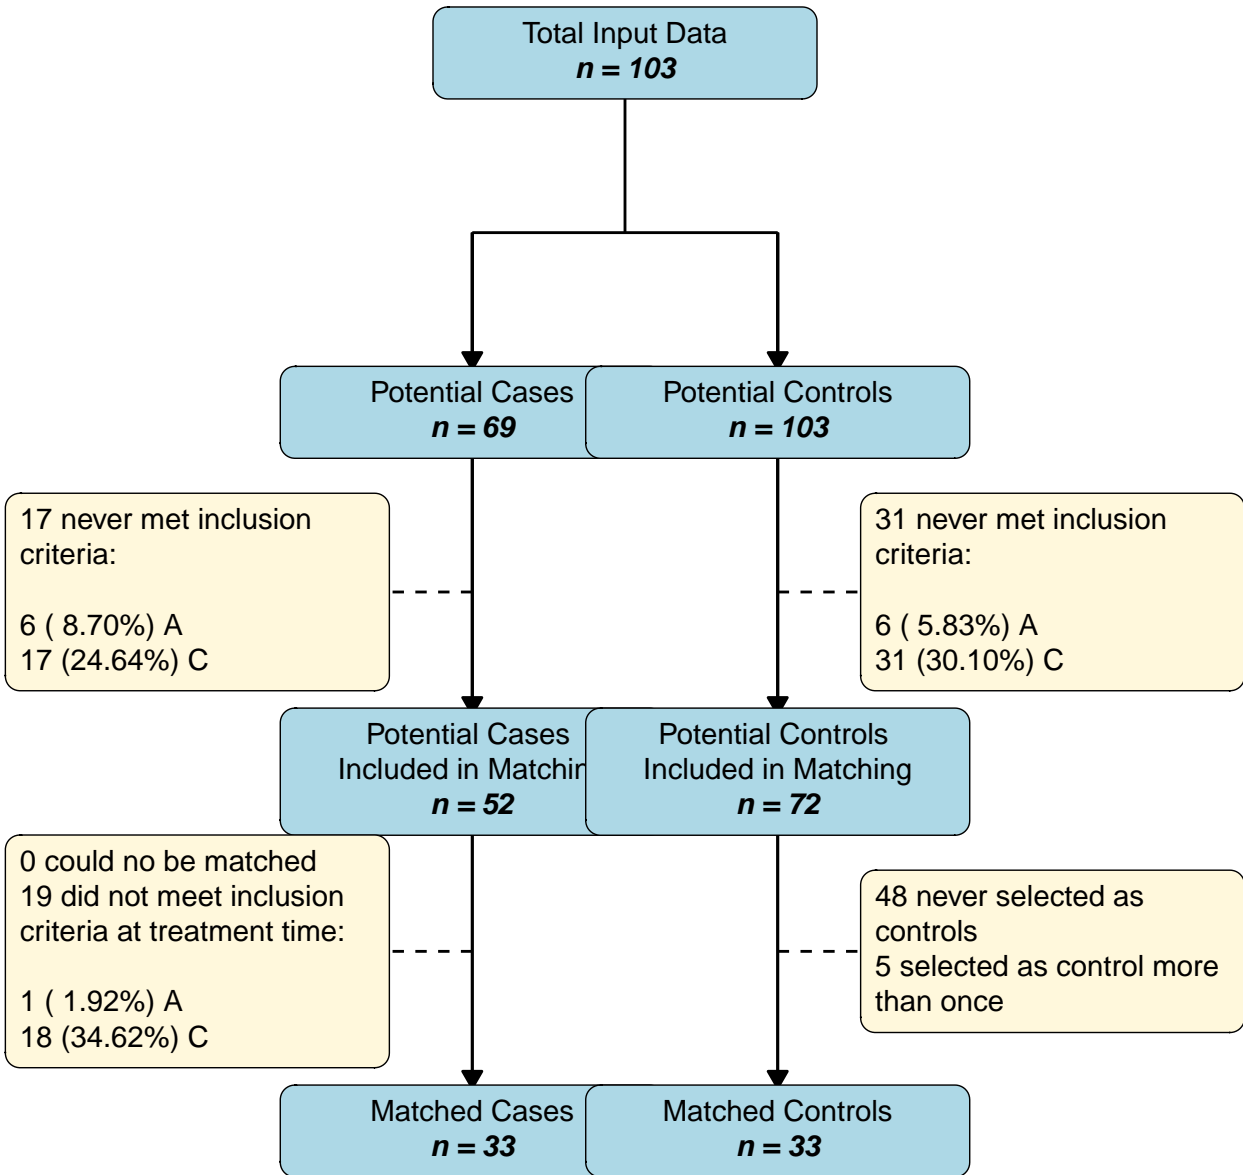 Total Input Data
n = 103
Potential Cases
n = 69
Potential Controls
n = 103
17 never met inclusion
criteria:
6 ( 8.70%) A
17 (24.64%) C
31 never met inclusion
criteria:
6 ( 5.83%) A
31 (30.10%) C
Potential Cases
Included in Matchin
n = 52
Potential Controls
Included in Matching
n = 72
0 could no be matched
19 did not meet inclusion
criteria at treatment time:
1 ( 1.92%) A
18 (34.62%) C
48 never selected as
controls
5 selected as control more
than once
Matched Cases
n = 33
Matched Controls
n = 33